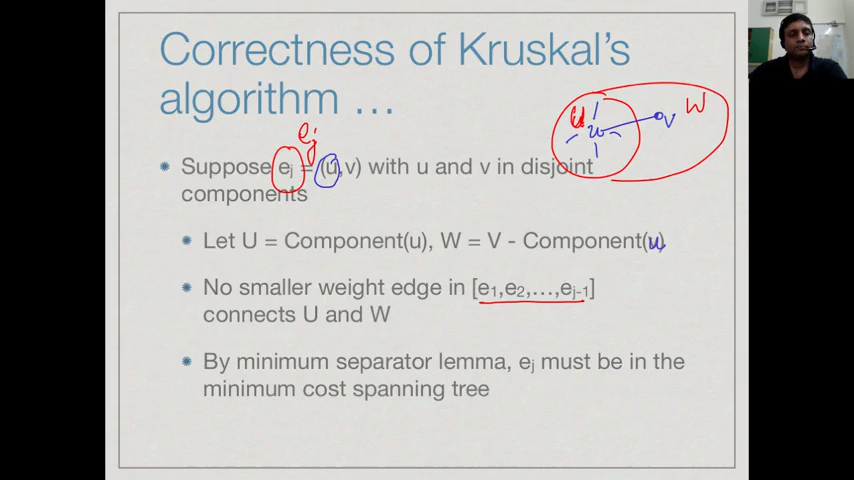 Correctness of Kruskal's
algorithm ...
U u v W
ej
Suppose ej = (u,v) with u and v in disjoint
components
Let U = Component(u), W = V - Component(u)
No smaller weight edge in [e1,e2,...,ej-1]
connects U and W
By minimum separator lemma, ej must be in the
minimum cost spanning tree